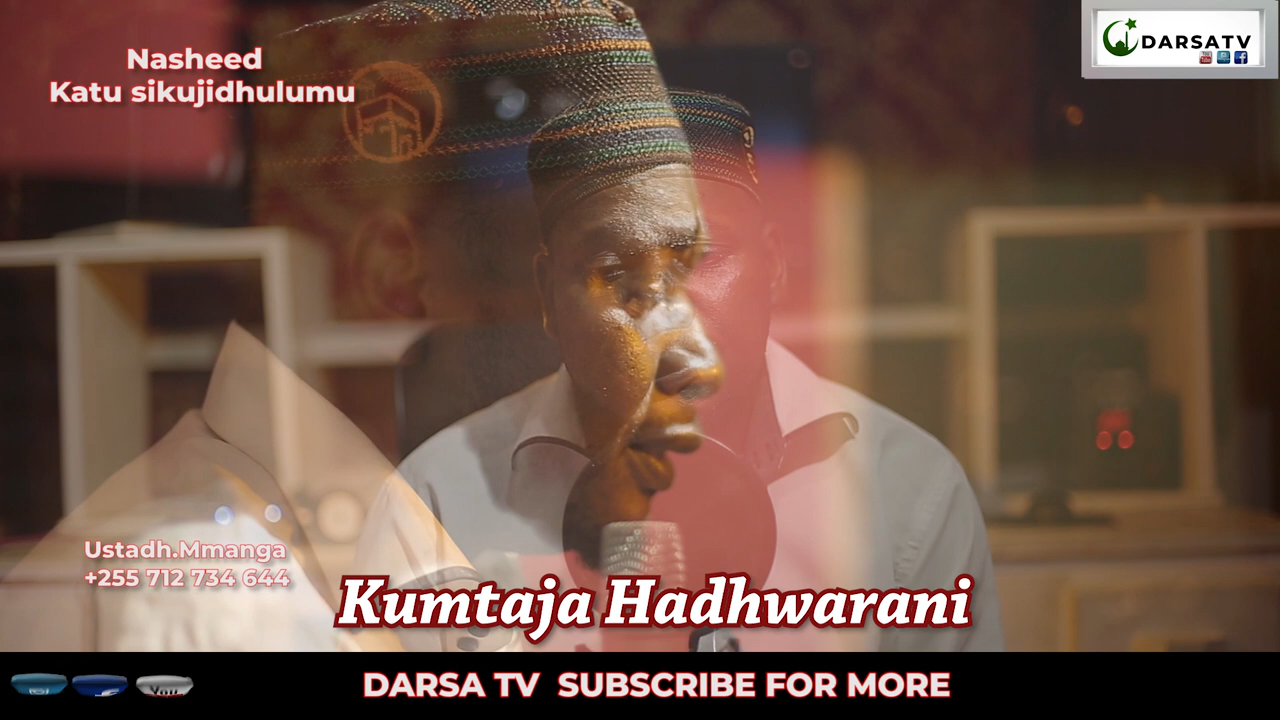 Nasheed
Katu sikujidhulumu
DARSATV
Ustadh.Mmanga
+255 712 734 644
Kumtaja Hadhwarani
DARSA TV SUBSCRIBE FOR MORE